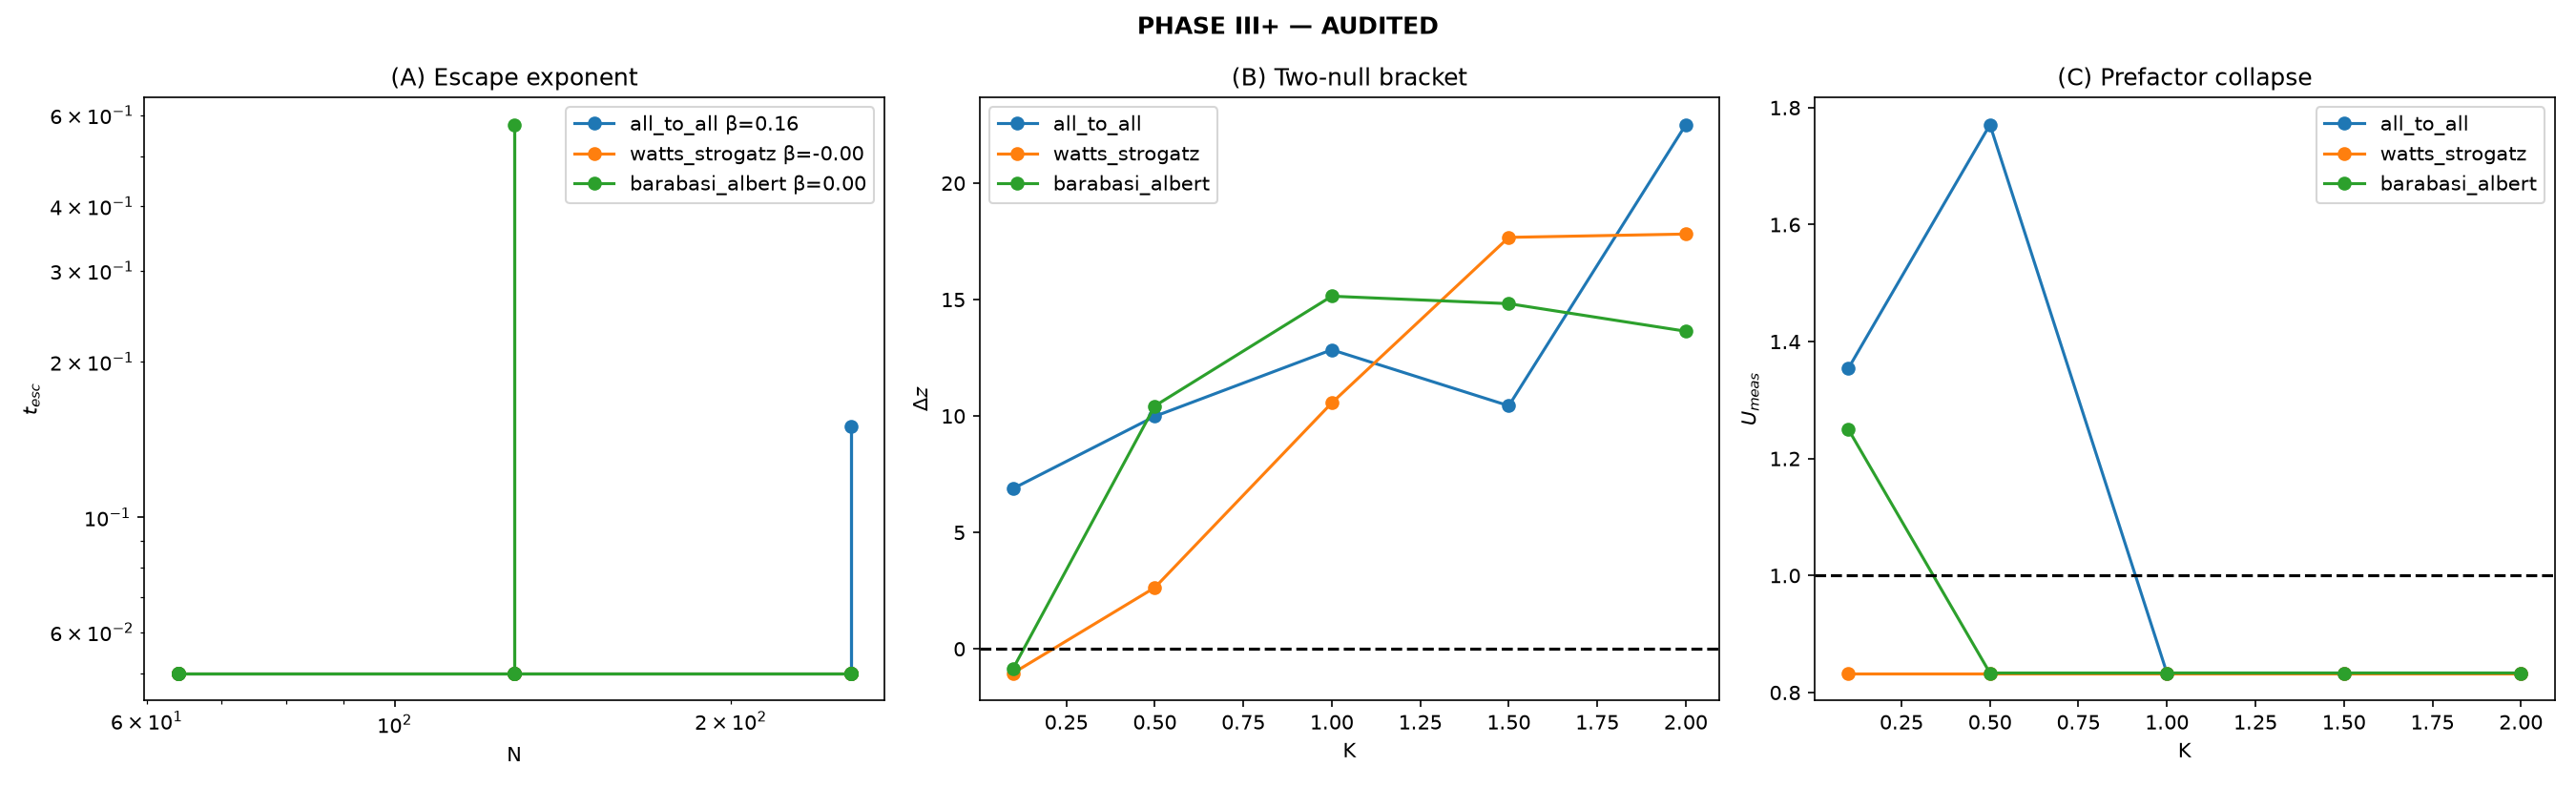 PHASE III+ — AUDITED
(A) Escape exponent
6 × 10⁻¹
4 × 10⁻¹
3 × 10⁻¹
2 × 10⁻¹
10⁻¹
6 × 10⁻²
t_esc
6 × 10¹
10²
2 × 10²
N
all_to_all β=0.16
watts_strogatz β=-0.00
barabasi_albert β=0.00
(B) Two-null bracket
20
15
10
5
0
Δz
0.25 0.50 0.75 1.00 1.25 1.50 1.75 2.00
K
all_to_all
watts_strogatz
barabasi_albert
(C) Prefactor collapse
1.8
1.6
1.4
1.2
1.0
0.8
U_meas
0.25 0.50 0.75 1.00 1.25 1.50 1.75 2.00
K
all_to_all
watts_strogatz
barabasi_albert